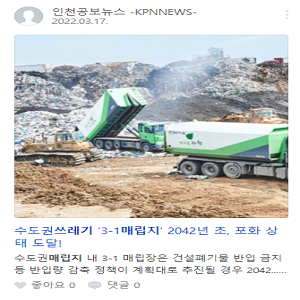 인천공보뉴스 -KPNNEWS-
2022.03.17.
수도권쓰레기 '3-1매립지' 2042년 조, 포화 상
태 도달!
수도권매립지 내 3-1 매립장은 건설폐기물 반입 금지
등 반입량 감축 정책이 계획대로 추진될 경우 2042......
좋아요 0 댓글 0